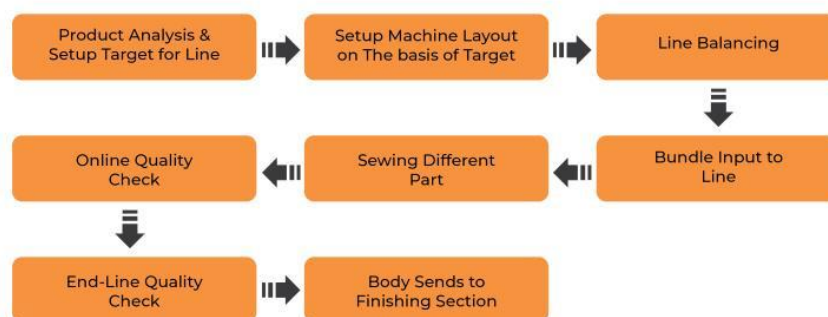 Product Analysis &
Setup Target for Line
Setup Machine Layout
on The basis of Target
Line Balancing
Bundle Input to
Line
Sewing Different
Part
Online Quality
Check
End-Line Quality
Check
Body Sends to
Finishing Section